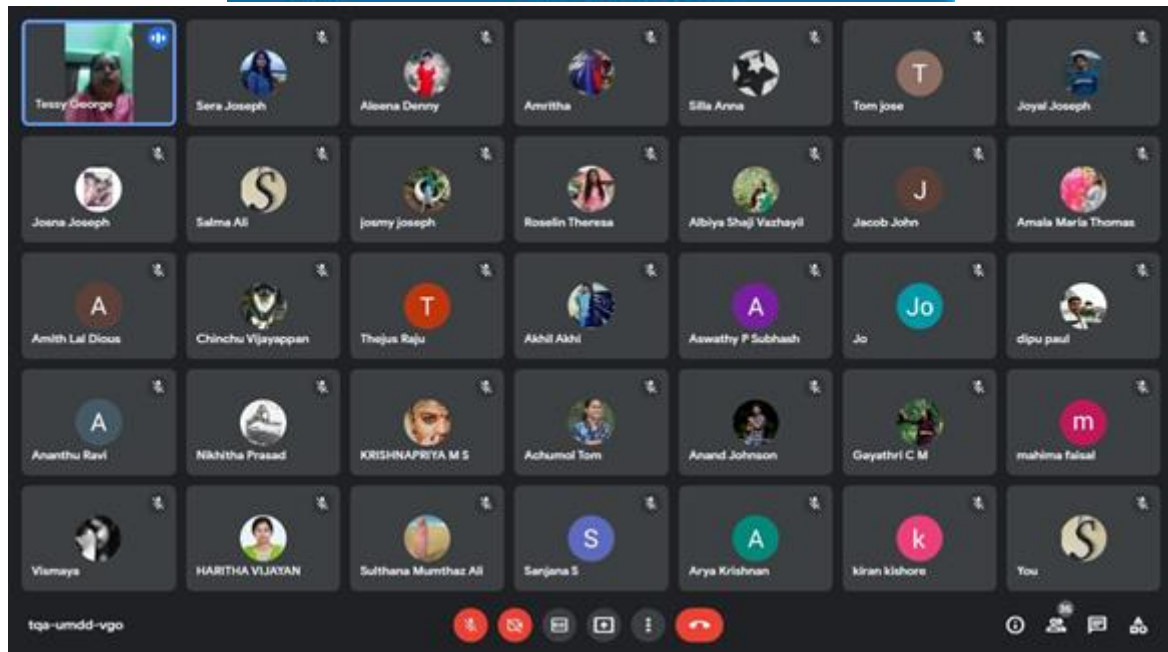 Tessy George Sera Joseph Aleena Denny Amritha Silla Anna T Tom jose Joyal Joseph
Josna Joseph S Salma Ali josmy joseph Roselin Theresa Albiya Shaji Vazhayil J Jacob John Amala Maria Thomas
A Amith Lal Dious Chinchu Vijayappan T Thejus Raju Akhil Akhi A Aswathy P Subhash Jo Jo dipu paul
A Ananthu Ravi Nikhitha Prasad KRISHNAPRIYA M S Achumol Tom Anand Johnson Gayathri C M m mahima faisal
Vismaya HARITHA VIJAYAN Sulthana Mumthaz Ali S Sanjana S A Arya Krishnan k kiran kishore S You
tqa-umdd-vgo 36